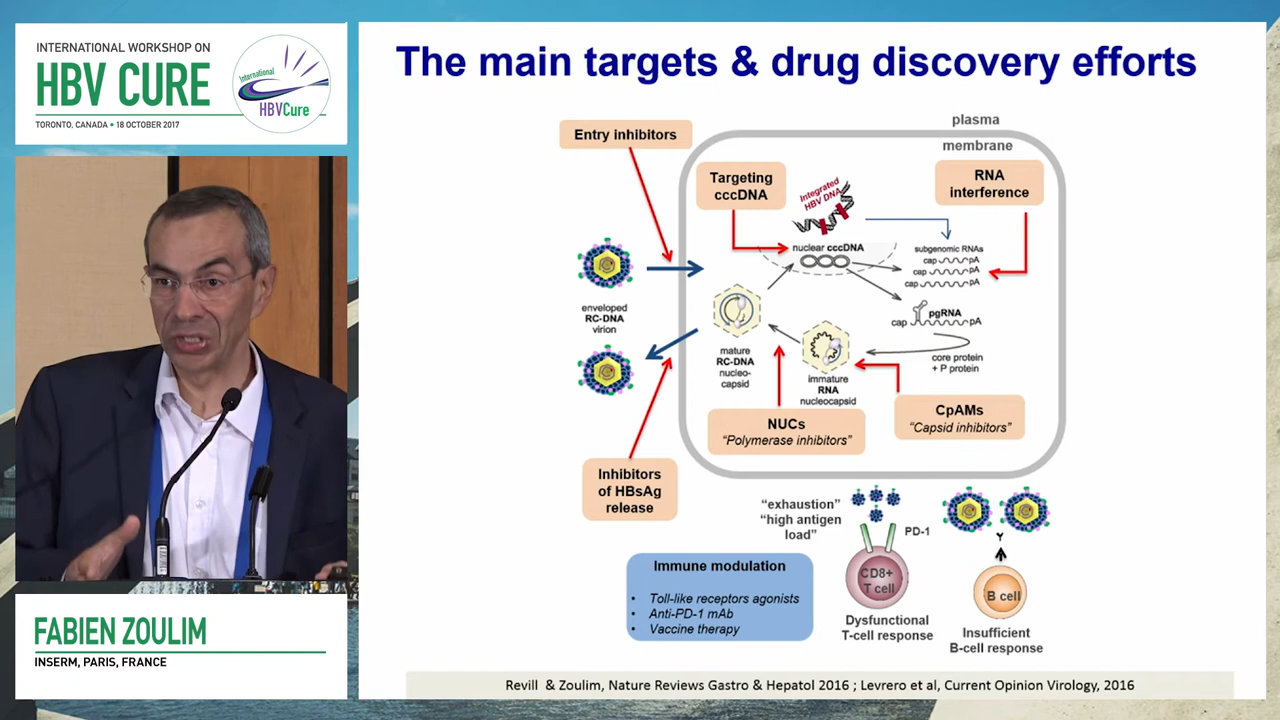 INTERNATIONAL WORKSHOP ON
HBV CURE
TORONTO, CANADA • 18 OCTOBER 2017
International
HBVCure
FABIEN ZOULIM
INSERM, PARIS, FRANCE
The main targets & drug discovery efforts
plasma
membrane
Entry inhibitors
Targeting
cccDNA
Integrated
HBV DNA
RNA
interference
nuclear cccDNA
subgenomic RNAs
cap pA
cap pA
cap pA
enveloped
RC-DNA
virion
pgRNA
cap pA
mature
RC-DNA
nucleo-
capsid
immature
RNA
nucleocapsid
core protein
+ P protein
NUCs
“Polymerase inhibitors”
CpAMs
“Capsid inhibitors”
Inhibitors
of HBsAg
release
“exhaustion”
“high antigen
load”
PD-1
CD8+
T cell
Dysfunctional
T-cell response
B cell
Insufficient
B-cell response
Immune modulation
• Toll-like receptors agonists
• Anti-PD-1 mAb
• Vaccine therapy
Revill & Zoulim, Nature Reviews Gastro & Hepatol 2016 ; Levrero et al, Current Opinion Virology, 2016